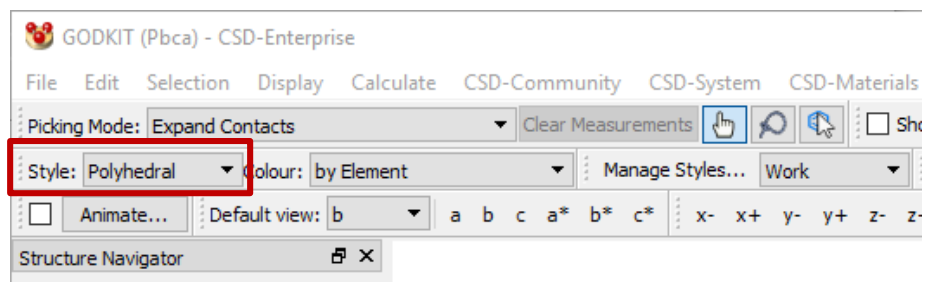 GODKIT (Pbca) - CSD-Enterprise
File Edit Selection Display Calculate CSD-Community CSD-System CSD-Materials
Picking Mode: Expand Contacts Clear Measurements
Style: Polyhedral Colour: by Element Manage Styles... Work
Animate... Default view: b a b c a* b* c* x- x+ y- y+ z-
Structure Navigator